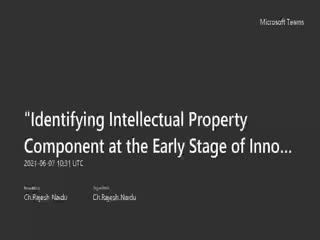 Microsoft Teams
"Identifying Intellectual Property
Component at the Early Stage of Inno...
2021-06-07 10:31 UTC
Ch.Rajesh Naidu Ch.Rajesh.Naidu